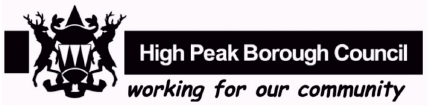 High Peak Borough Council
working for our community